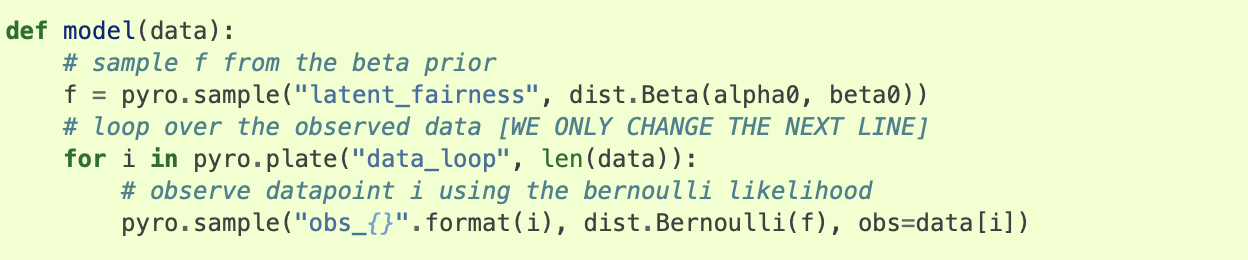 def model(data):
    # sample f from the beta prior
    f = pyro.sample("latent_fairness", dist.Beta(alpha0, beta0))
    # loop over the observed data [WE ONLY CHANGE THE NEXT LINE]
    for i in pyro.plate("data_loop", len(data)):
        # observe datapoint i using the bernoulli likelihood
        pyro.sample("obs_{}".format(i), dist.Bernoulli(f), obs=data[i])